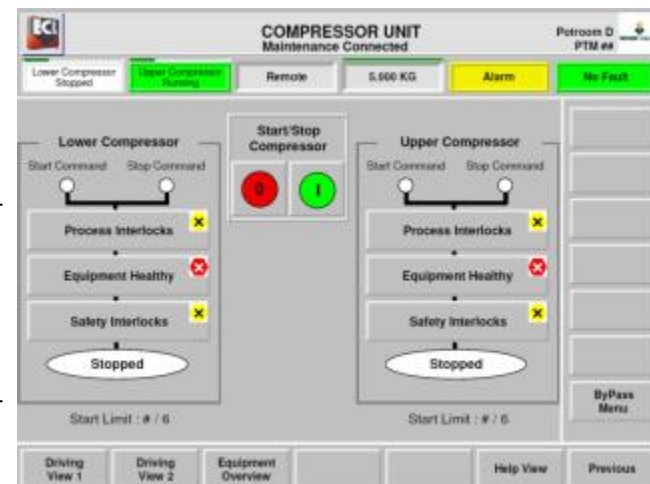 ECI
COMPRESSOR UNIT
Maintenance Connected
Potroom D
PTM ##
Lower Compressor
Stopped
Upper Compressor
Running
Remote
5.000 KG
Alarm
No Fault
Lower Compressor
Start Command
Stop Command
Process Interlocks
Equipment Healthy
Safety Interlocks
Stopped
Start Limit : # / 6
Start/Stop
Compressor
0
I
Upper Compressor
Start Command
Stop Command
Process Interlocks
Equipment Healthy
Safety Interlocks
Stopped
Start Limit : # / 6
ByPass
Menu
Driving
View 1
Driving
View 2
Equipment
Overview
Help View
Previous